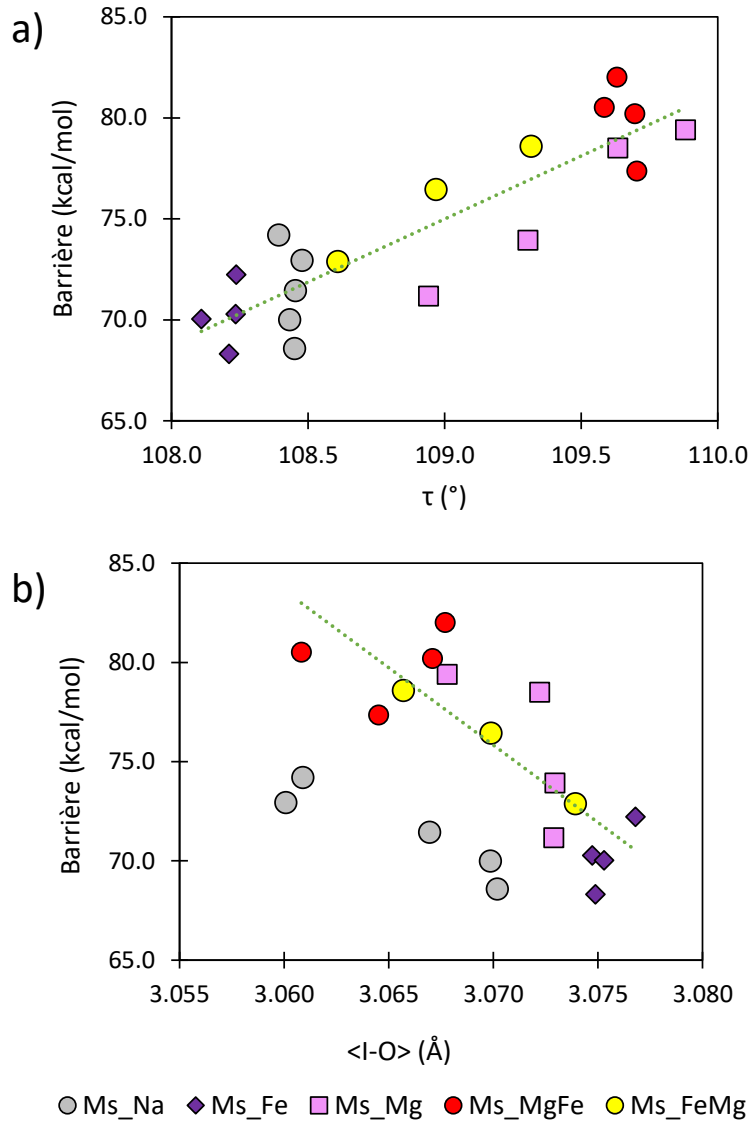 a)
85.0
80.0
75.0
70.0
65.0
Barrière (kcal/mol)
108.0 108.5 109.0 109.5 110.0
τ (°)
b)
85.0
80.0
75.0
70.0
65.0
Barrière (kcal/mol)
3.055 3.060 3.065 3.070 3.075 3.080
<I-O> (Å)
Ms_Na Ms_Fe Ms_Mg Ms_MgFe Ms_FeMg